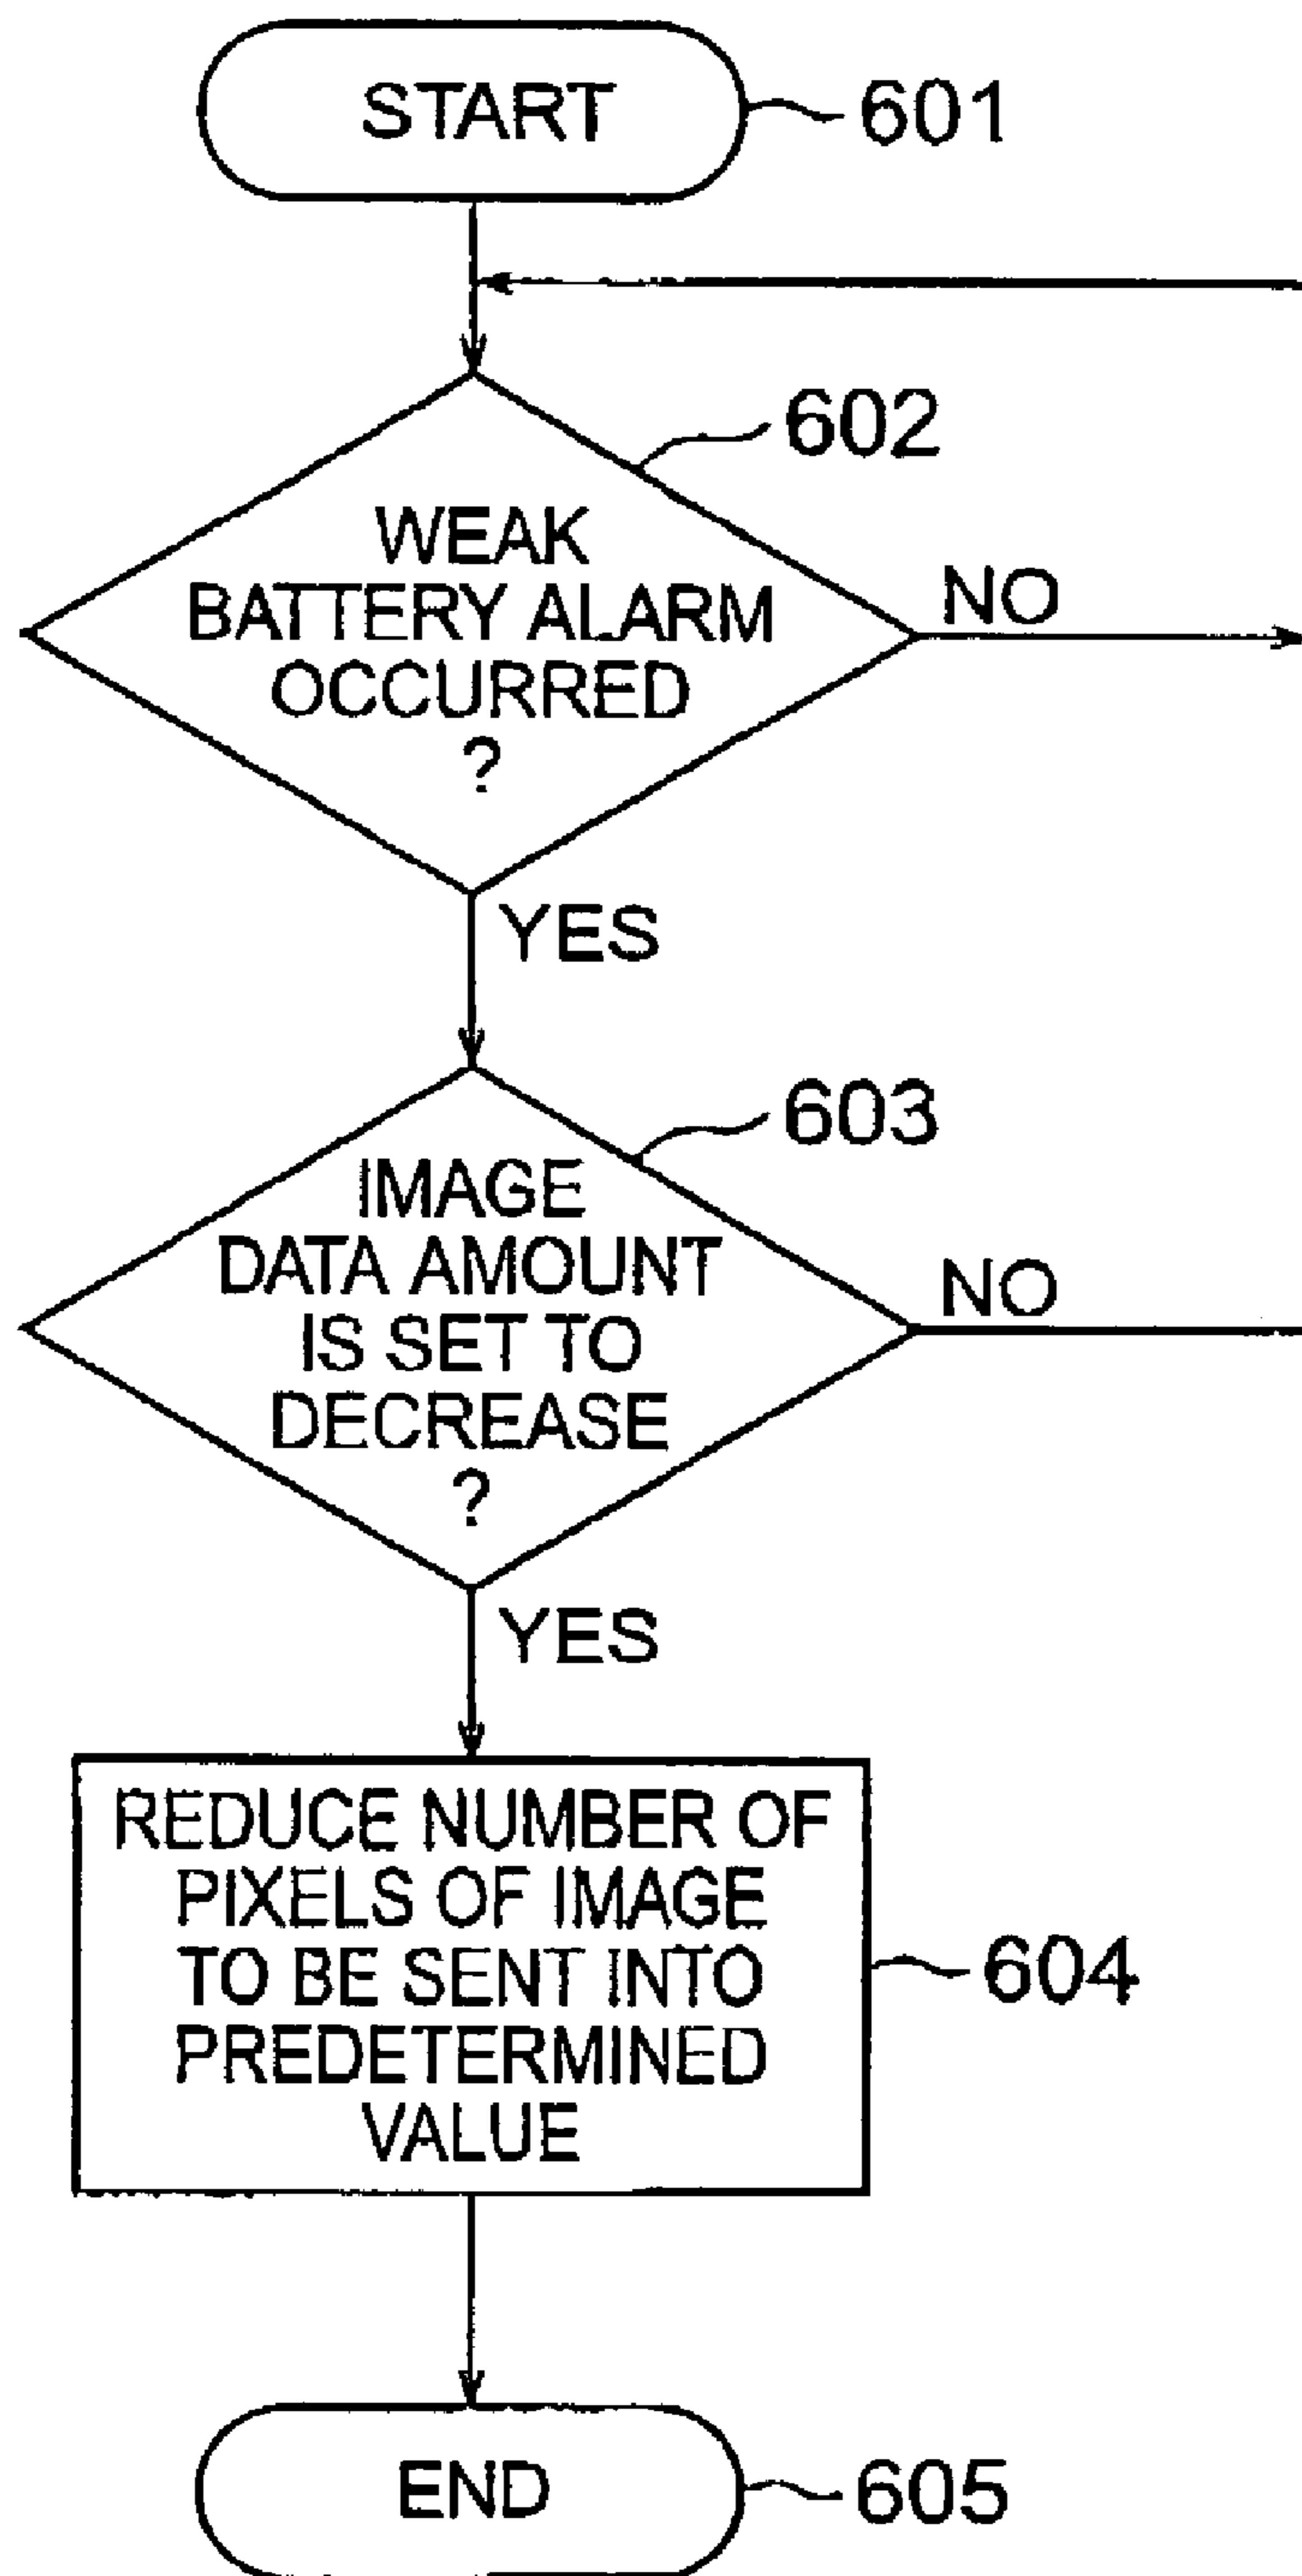 START
601
602
WEAK
BATTERY ALARM
OCCURRED
?
NO
YES
603
IMAGE
DATA AMOUNT
IS SET TO
DECREASE
?
NO
YES
REDUCE NUMBER OF
PIXELS OF IMAGE
TO BE SENT INTO
PREDETERMINED
VALUE
604
END
605